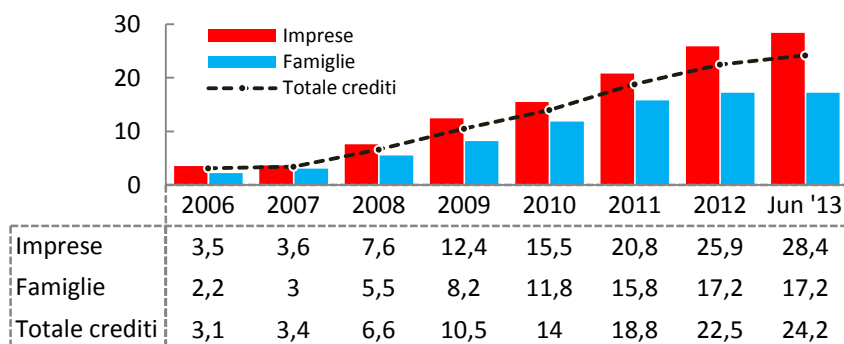 30
Imprese
Famiglie
20
Totale crediti
10
0
2006 2007 2008 2009 2010 2011 2012 Jun '13
Imprese 3,5 3,6 7,6 12,4 15,5 20,8 25,9 28,4
Famiglie 2,2 3 5,5 8,2 11,8 15,8 17,2 17,2
Totale crediti 3,1 3,4 6,6 10,5 14 18,8 22,5 24,2